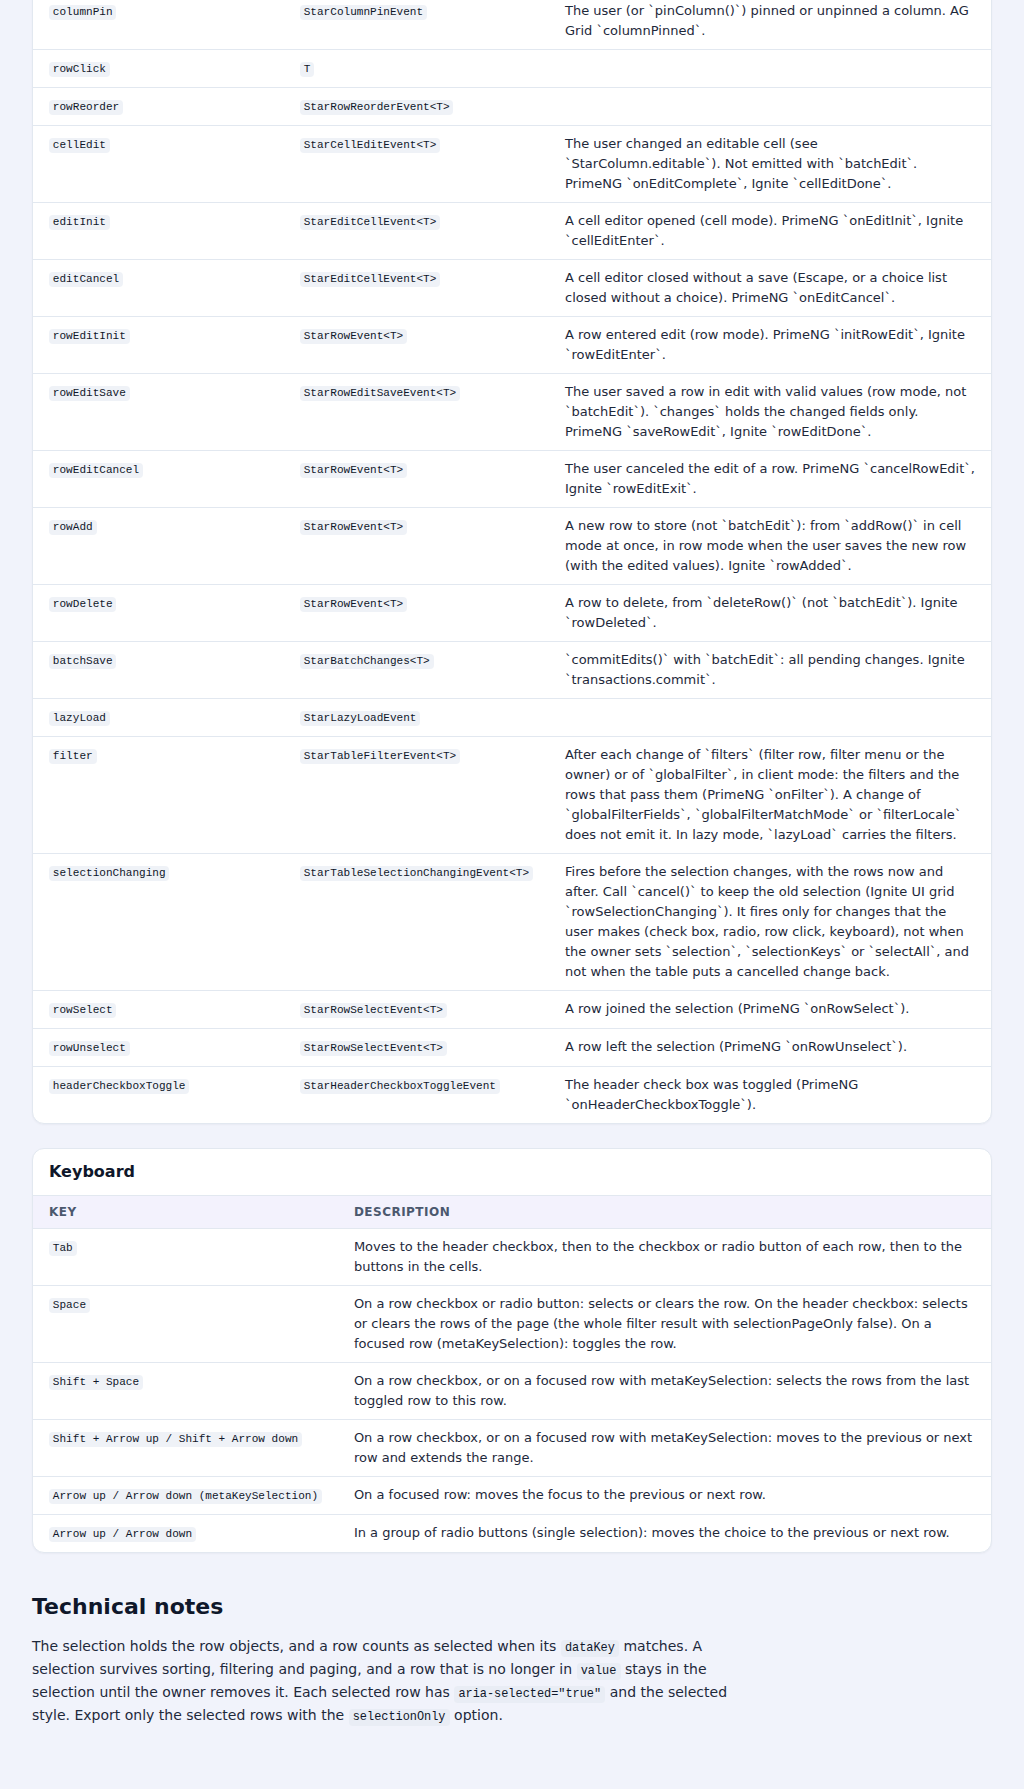 columnPin StarColumnPinEvent The user (or `pinColumn()`) pinned or unpinned a column. AG
Grid `columnPinned`.
rowClick T
rowReorder StarRowReorderEvent<T>
cellEdit StarCellEditEvent<T> The user changed an editable cell (see
`StarColumn.editable`). Not emitted with `batchEdit`.
PrimeNG `onEditComplete`, Ignite `cellEditDone`.
editInit StarEditCellEvent<T> A cell editor opened (cell mode). PrimeNG `onEditInit`, Ignite
`cellEditEnter`.
editCancel StarEditCellEvent<T> A cell editor closed without a save (Escape, or a choice list
closed without a choice). PrimeNG `onEditCancel`.
rowEditInit StarRowEvent<T> A row entered edit (row mode). PrimeNG `initRowEdit`, Ignite
`rowEditEnter`.
rowEditSave StarRowEditSaveEvent<T> The user saved a row in edit with valid values (row mode, not
`batchEdit`). `changes` holds the changed fields only.
PrimeNG `saveRowEdit`, Ignite `rowEditDone`.
rowEditCancel StarRowEvent<T> The user canceled the edit of a row. PrimeNG `cancelRowEdit`,
Ignite `rowEditExit`.
rowAdd StarRowEvent<T> A new row to store (not `batchEdit`): from `addRow()` in cell
mode at once, in row mode when the user saves the new row
(with the edited values). Ignite `rowAdded`.
rowDelete StarRowEvent<T> A row to delete, from `deleteRow()` (not `batchEdit`). Ignite
`rowDeleted`.
batchSave StarBatchChanges<T> `commitEdits()` with `batchEdit`: all pending changes. Ignite
`transactions.commit`.
lazyLoad StarLazyLoadEvent
filter StarTableFilterEvent<T> After each change of `filters` (filter row, filter menu or the
owner) or of `globalFilter`, in client mode: the filters and the
rows that pass them (PrimeNG `onFilter`). A change of
`globalFilterFields`, `globalFilterMatchMode` or `filterLocale`
does not emit it. In lazy mode, `lazyLoad` carries the filters.
selectionChanging StarTableSelectionChangingEvent<T> Fires before the selection changes, with the rows now and
after. Call `cancel()` to keep the old selection (Ignite UI grid
`rowSelectionChanging`). It fires only for changes that the
user makes (check box, radio, row click, keyboard), not when
the owner sets `selection`, `selectionKeys` or `selectAll`, and
not when the table puts a cancelled change back.
rowSelect StarRowSelectEvent<T> A row joined the selection (PrimeNG `onRowSelect`).
rowUnselect StarRowSelectEvent<T> A row left the selection (PrimeNG `onRowUnselect`).
headerCheckboxToggle StarHeaderCheckboxToggleEvent The header check box was toggled (PrimeNG
`onHeaderCheckboxToggle`).
Keyboard
KEY DESCRIPTION
Tab Moves to the header checkbox, then to the checkbox or radio button of each row, then to the
buttons in the cells.
Space On a row checkbox or radio button: selects or clears the row. On the header checkbox: selects
or clears the rows of the page (the whole filter result with selectionPageOnly false). On a
focused row (metaKeySelection): toggles the row.
Shift + Space On a row checkbox, or on a focused row with metaKeySelection: selects the rows from the last
toggled row to this row.
Shift + Arrow up / Shift + Arrow down On a row checkbox, or on a focused row with metaKeySelection: moves to the previous or next
row and extends the range.
Arrow up / Arrow down (metaKeySelection) On a focused row: moves the focus to the previous or next row.
Arrow up / Arrow down In a group of radio buttons (single selection): moves the choice to the previous or next row.
Technical notes
The selection holds the row objects, and a row counts as selected when its dataKey matches. A
selection survives sorting, filtering and paging, and a row that is no longer in value stays in the
selection until the owner removes it. Each selected row has aria-selected="true" and the selected
style. Export only the selected rows with the selectionOnly option.